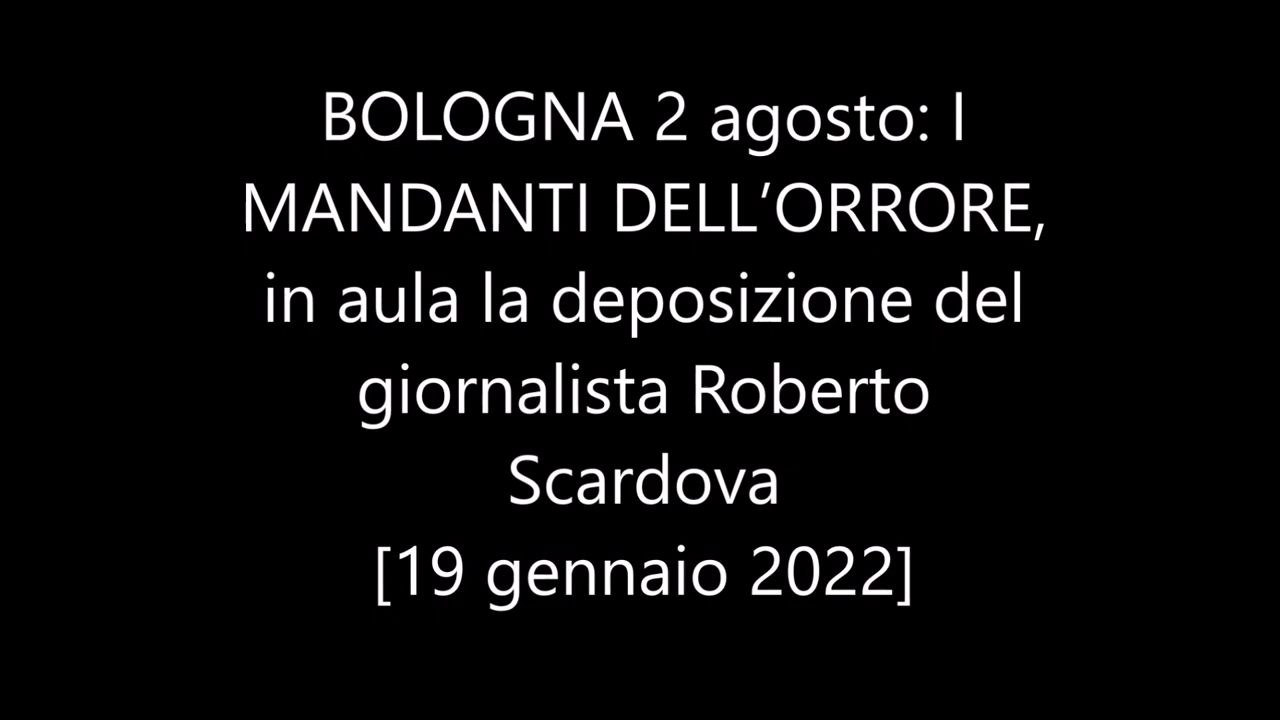 BOLOGNA 2 agosto: I
MANDANTI DELL’ORRORE,
in aula la deposizione del
giornalista Roberto
Scardova
[19 gennaio 2022]